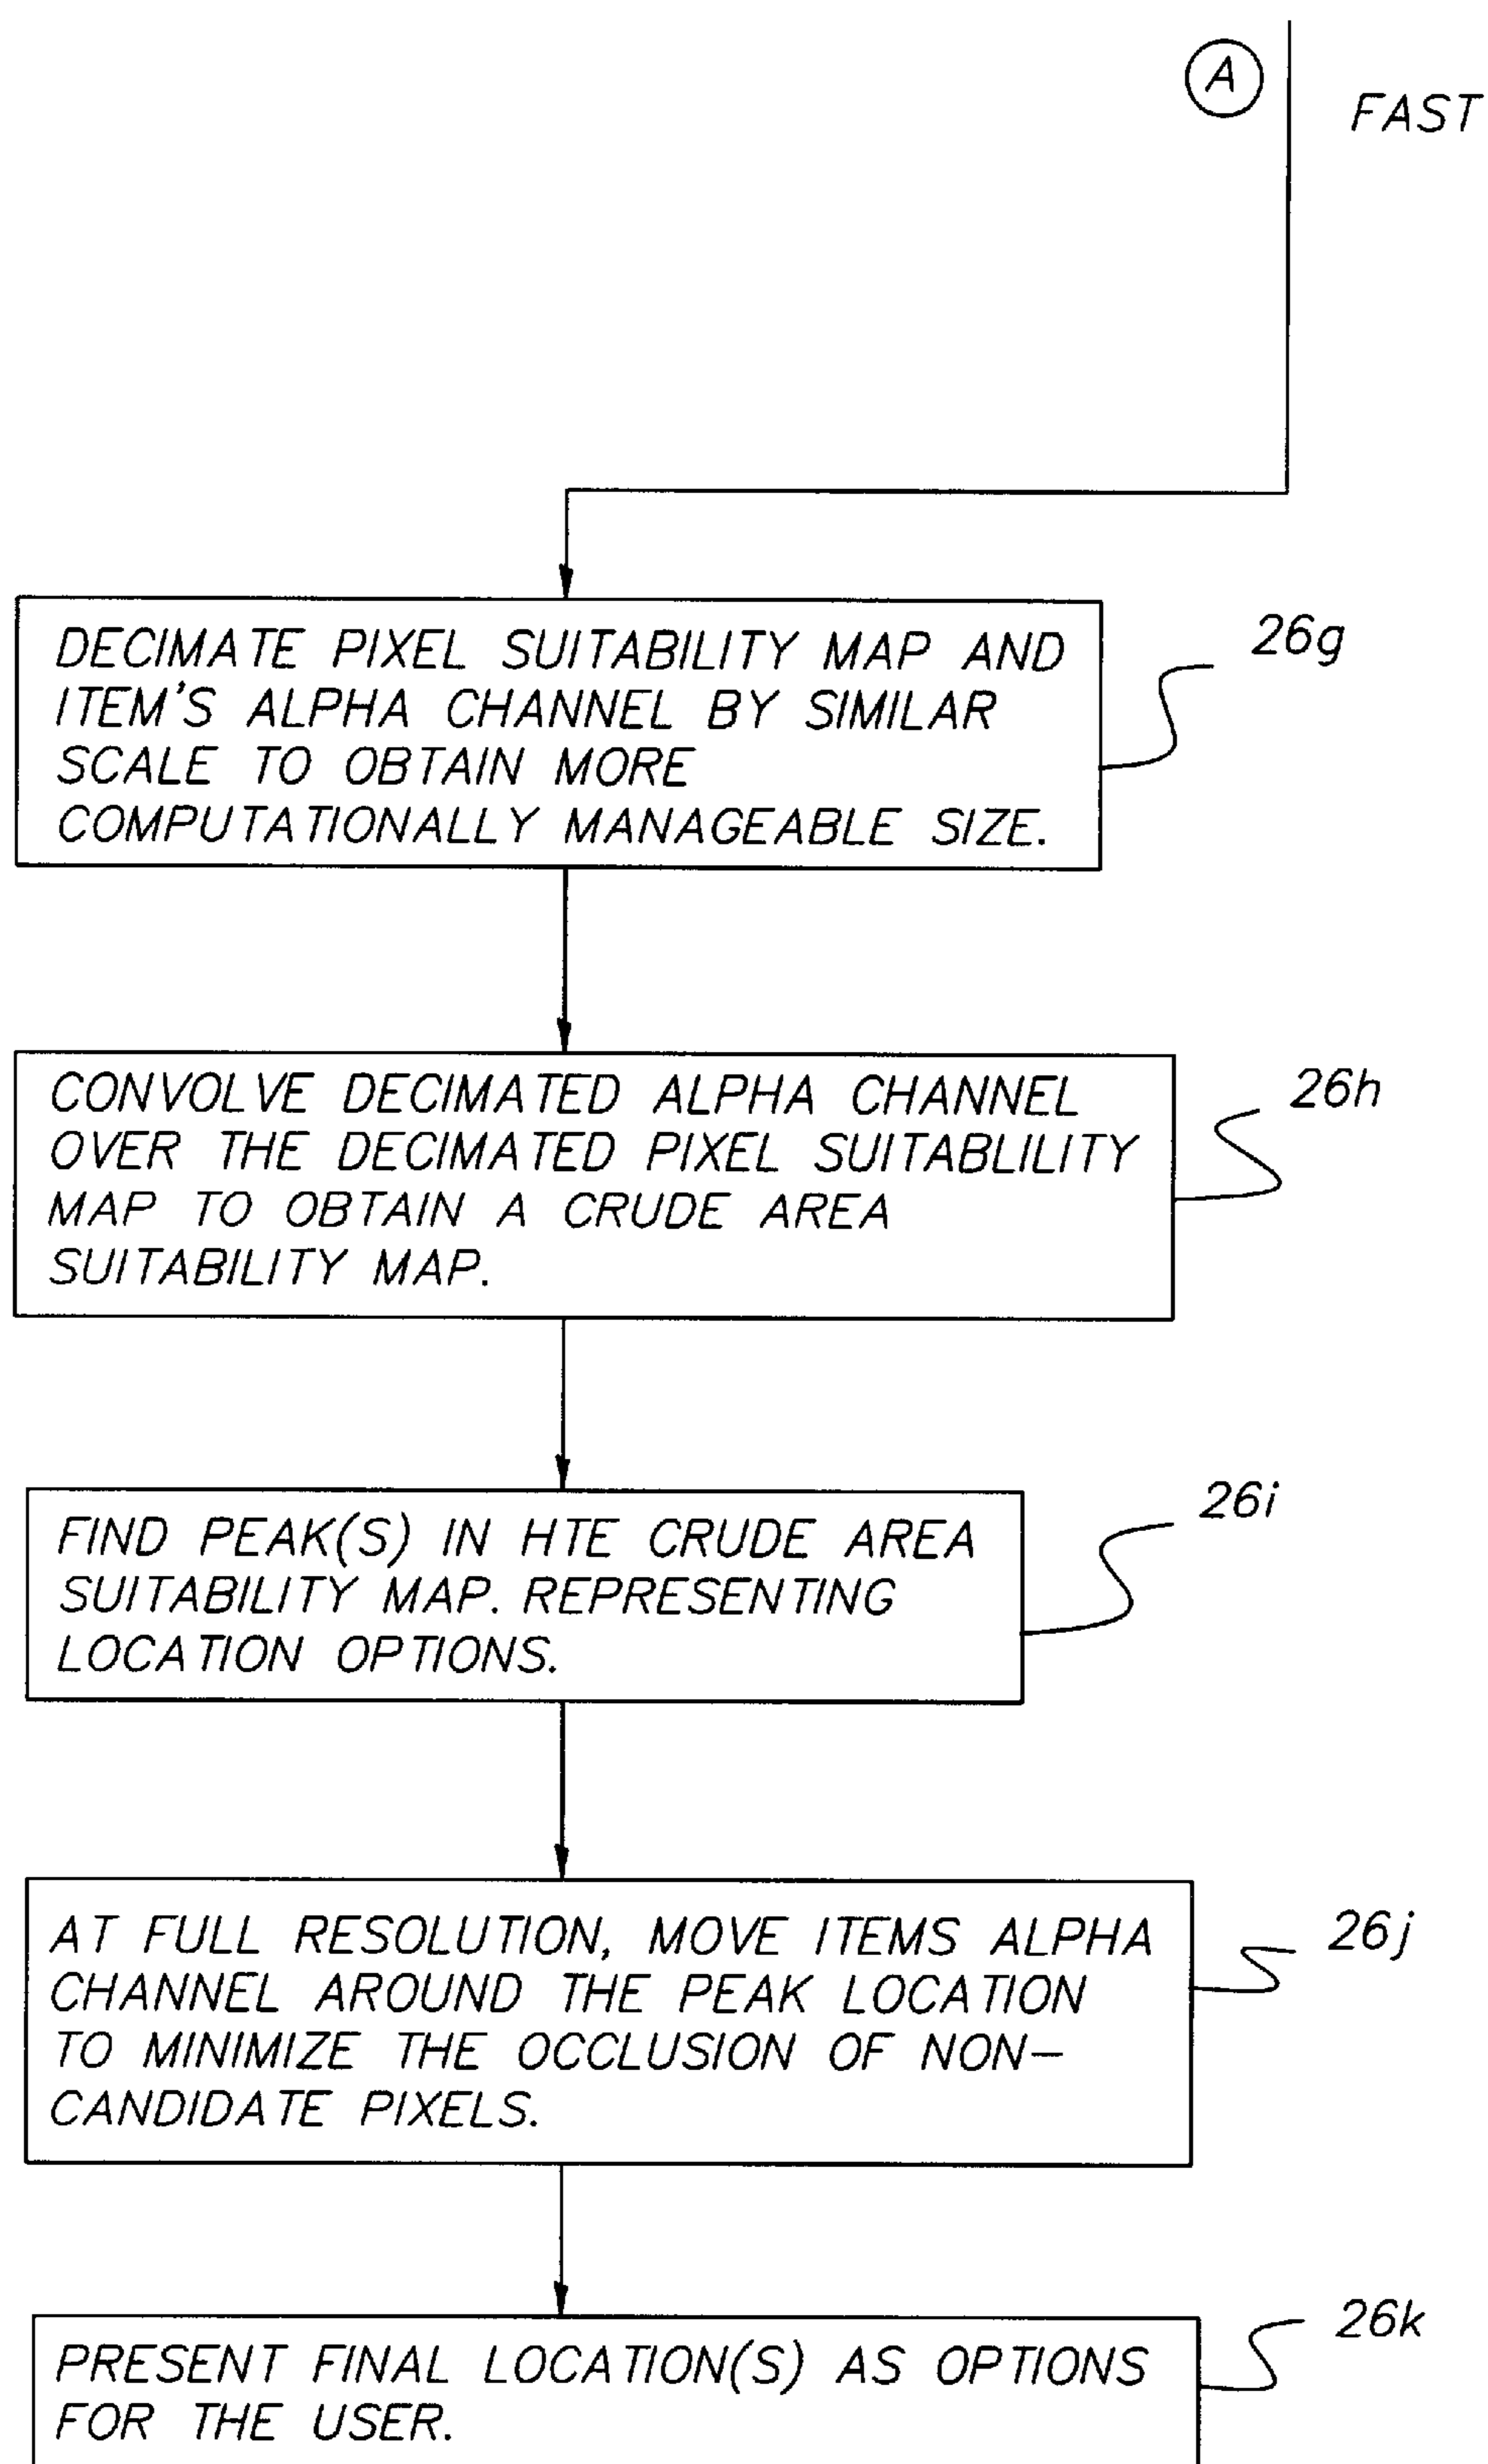 A
FAST
26g
DECIMATE PIXEL SUITABILITY MAP AND
ITEM'S ALPHA CHANNEL BY SIMILAR
SCALE TO OBTAIN MORE
COMPUTATIONALLY MANAGEABLE SIZE.
26h
CONVOLVE DECIMATED ALPHA CHANNEL
OVER THE DECIMATED PIXEL SUITABLILITY
MAP TO OBTAIN A CRUDE AREA
SUITABILITY MAP.
26i
FIND PEAK(S) IN HTE CRUDE AREA
SUITABILITY MAP. REPRESENTING
LOCATION OPTIONS.
26j
AT FULL RESOLUTION, MOVE ITEMS ALPHA
CHANNEL AROUND THE PEAK LOCATION
TO MINIMIZE THE OCCLUSION OF NON-
CANDIDATE PIXELS.
26k
PRESENT FINAL LOCATION(S) AS OPTIONS
FOR THE USER.